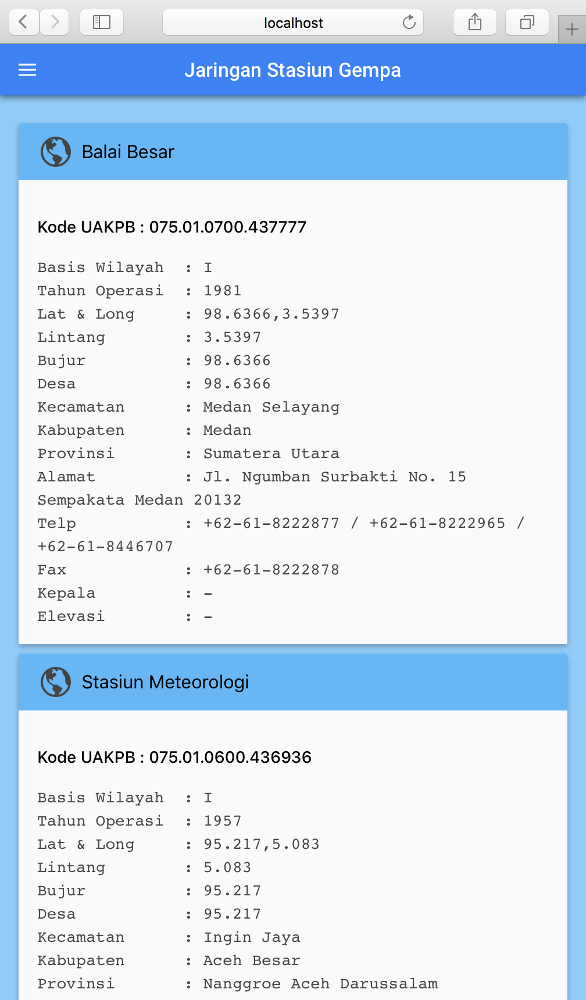 localhost
Jaringan Stasiun Gempa
Balai Besar
Kode UAKPB : 075.01.0700.437777
Basis Wilayah : I
Tahun Operasi : 1981
Lat & Long : 98.6366,3.5397
Lintang : 3.5397
Bujur : 98.6366
Desa : 98.6366
Kecamatan : Medan Selayang
Kabupaten : Medan
Provinsi : Sumatera Utara
Alamat : Jl. Ngumban Surbakti No. 15
Sempakata Medan 20132
Telp : +62-61-8222877 / +62-61-8222965 /
+62-61-8446707
Fax : +62-61-8222878
Kepala : -
Elevasi : -
Stasiun Meteorologi
Kode UAKPB : 075.01.0600.436936
Basis Wilayah : I
Tahun Operasi : 1957
Lat & Long : 95.217,5.083
Lintang : 5.083
Bujur : 95.217
Desa : 95.217
Kecamatan : Ingin Jaya
Kabupaten : Aceh Besar
Provinsi : Nanggroe Aceh Darussalam